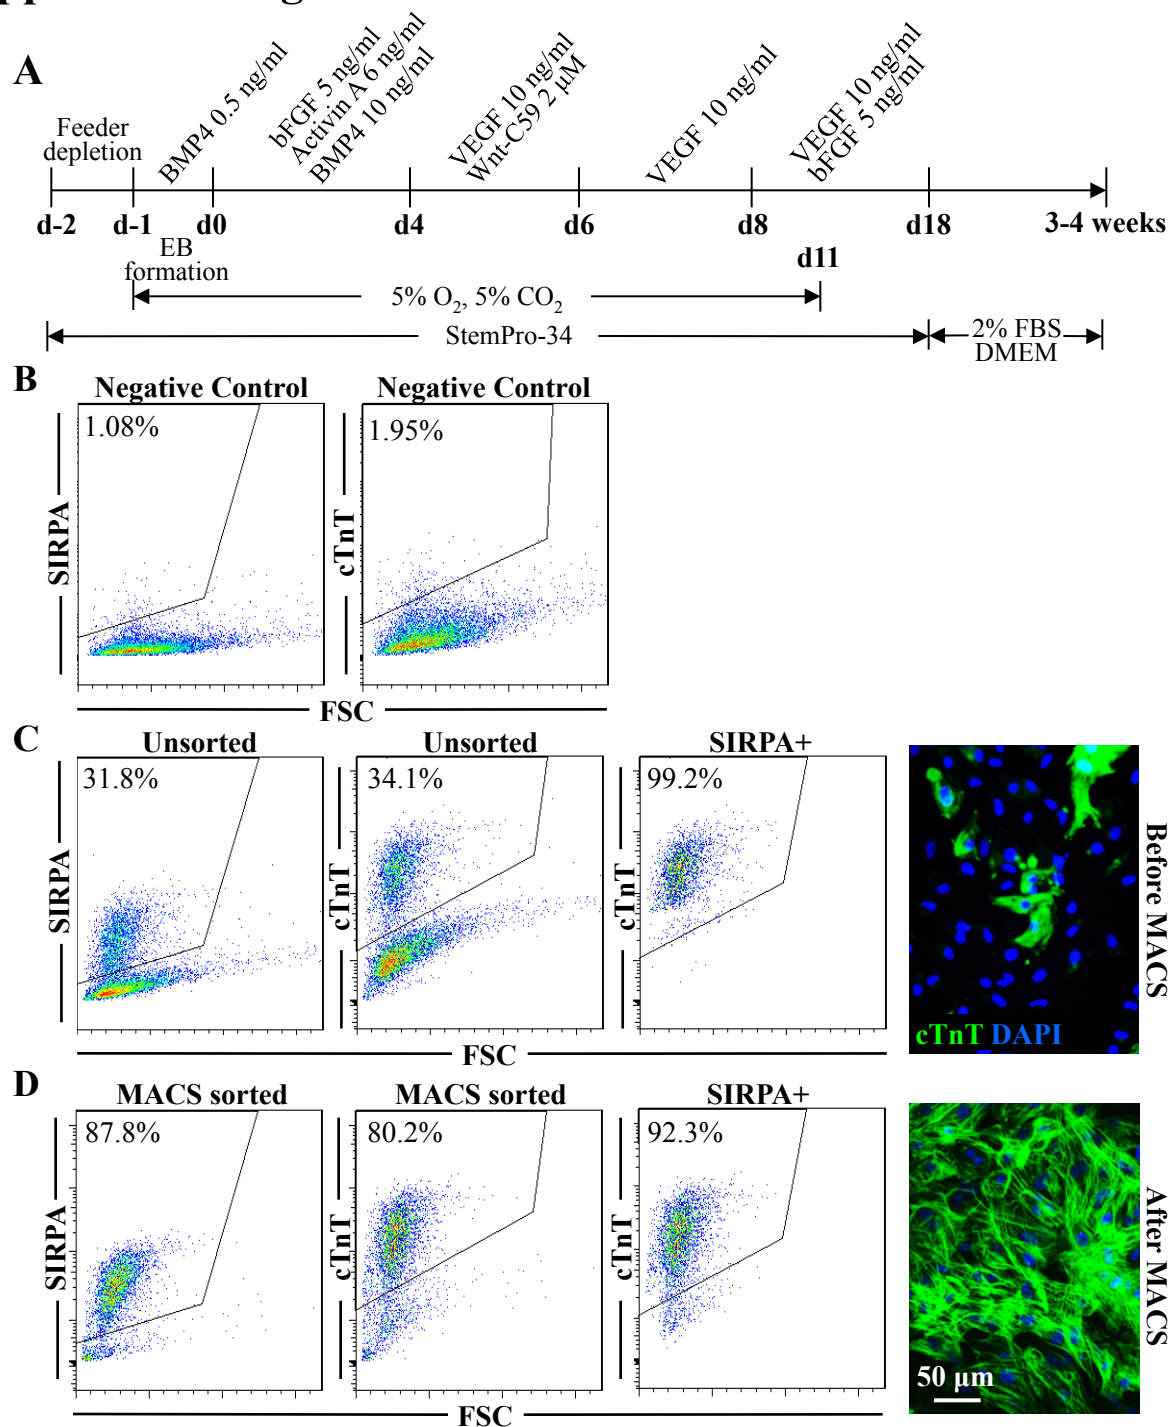 A
Feeder
depletion
BMP4 0.5 ng/ml
bFGF 5 ng/ml
Activin A 6 ng/ml
BMP4 10 ng/ml
VEGF 10 ng/ml
Wnt-C59 2 µM
VEGF 10 ng/ml
VEGF 10 ng/ml
bFGF 5 ng/ml
d-2 d-1 d0 d4 d6 d8 d18 3-4 weeks
EB
formation
d11
5% O₂, 5% CO₂
StemPro-34
2% FBS
DMEM
B
Negative Control
1.08%
SIRPA
Negative Control
1.95%
cTnT
FSC
C
Unsorted
31.8%
SIRPA
Unsorted
34.1%
cTnT
SIRPA+
99.2%
cTnT
FSC
cTnT DAPI
Before MACS
D
MACS sorted
87.8%
SIRPA
MACS sorted
80.2%
cTnT
SIRPA+
92.3%
cTnT
FSC
50 µm
After MACS